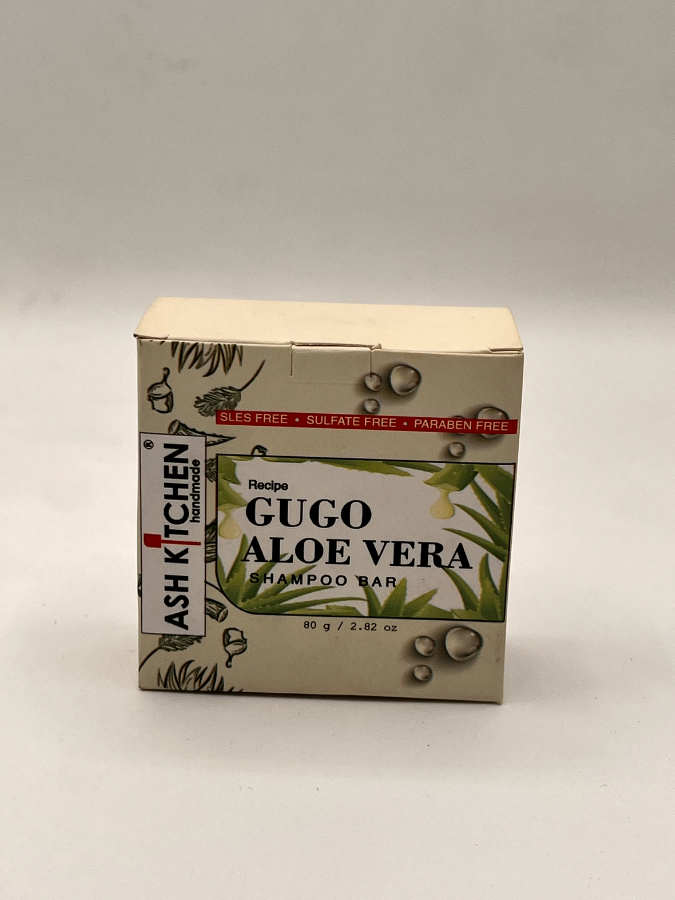 SLES FREE • SULFATE FREE • PARABEN FREE
ASH KITCHEN ®
handmade
Recipe
GUGO
ALOE VERA
SHAMPOO BAR
80 g / 2.82 oz